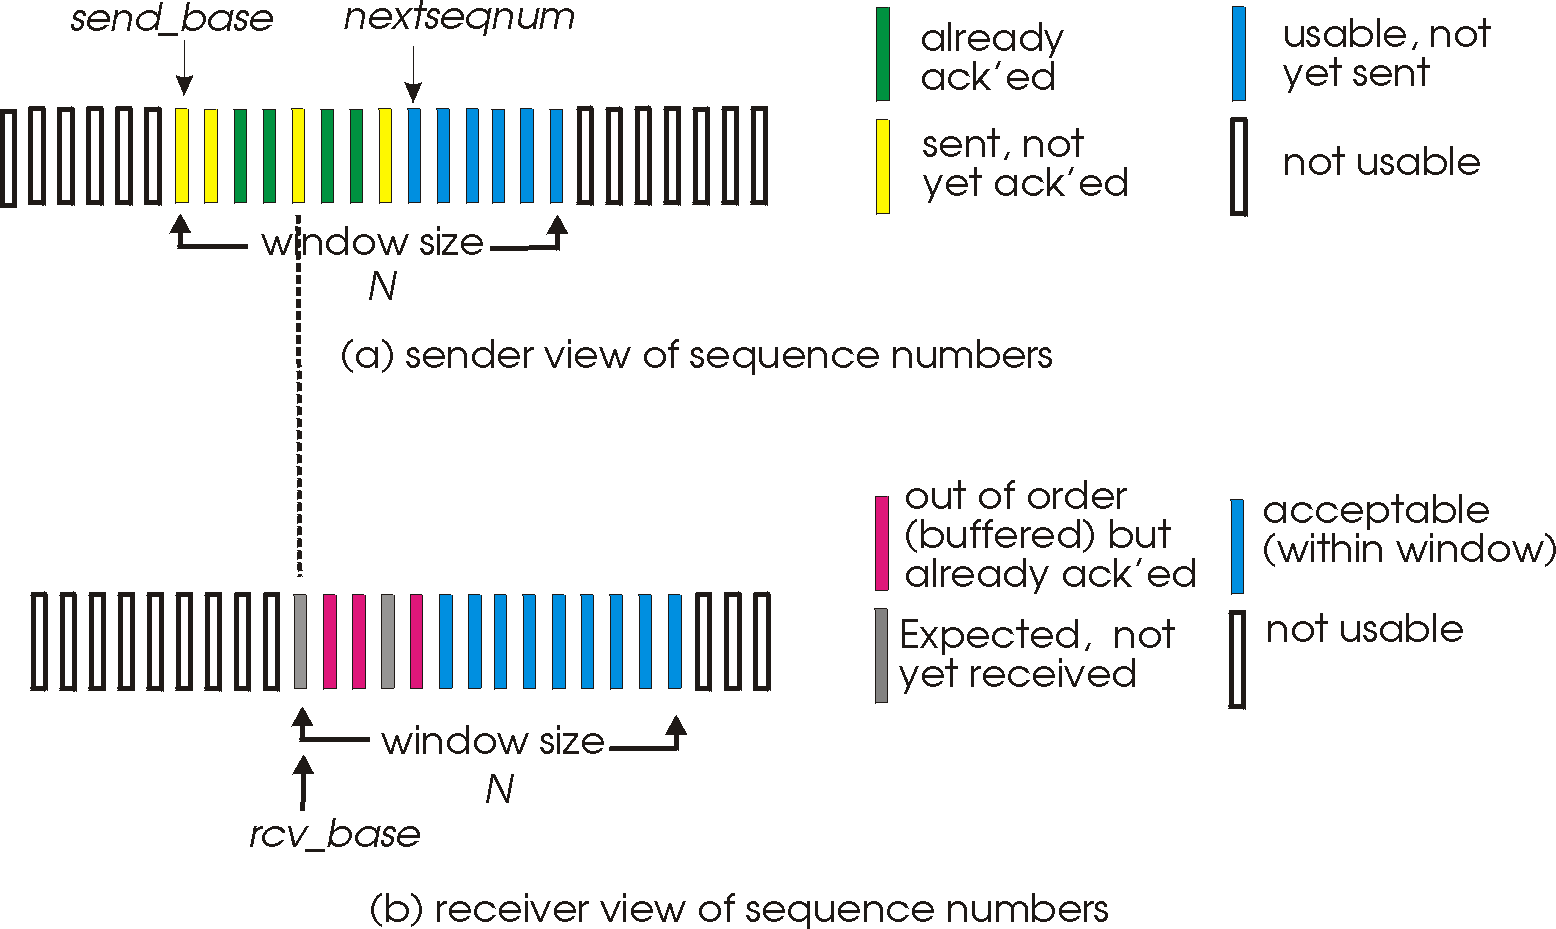 send_base
nextseqnum
already
ack'ed
usable, not
yet sent
sent, not
yet ack'ed
not usable
window size
N
(a) sender view of sequence numbers
out of order
(buffered) but
already ack'ed
acceptable
(within window)
Expected, not
yet received
not usable
window size
N
rcv_base
(b) receiver view of sequence numbers